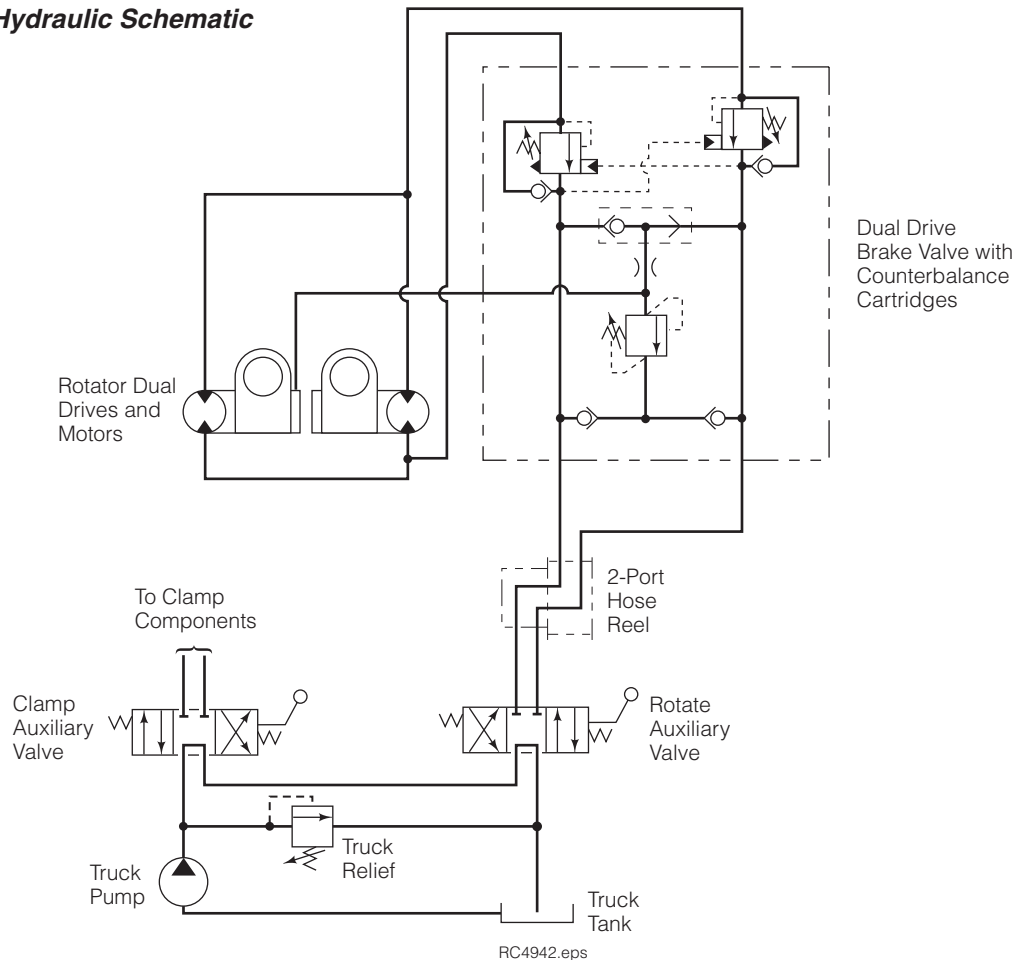 Hydraulic Schematic
Dual Drive
Brake Valve with
Counterbalance
Cartridges
Rotator Dual
Drives and
Motors
2-Port
Hose
Reel
To Clamp
Components
Clamp
Auxiliary
Valve
Rotate
Auxiliary
Valve
Truck
Relief
Truck
Pump
Truck
Tank
RC4942.eps